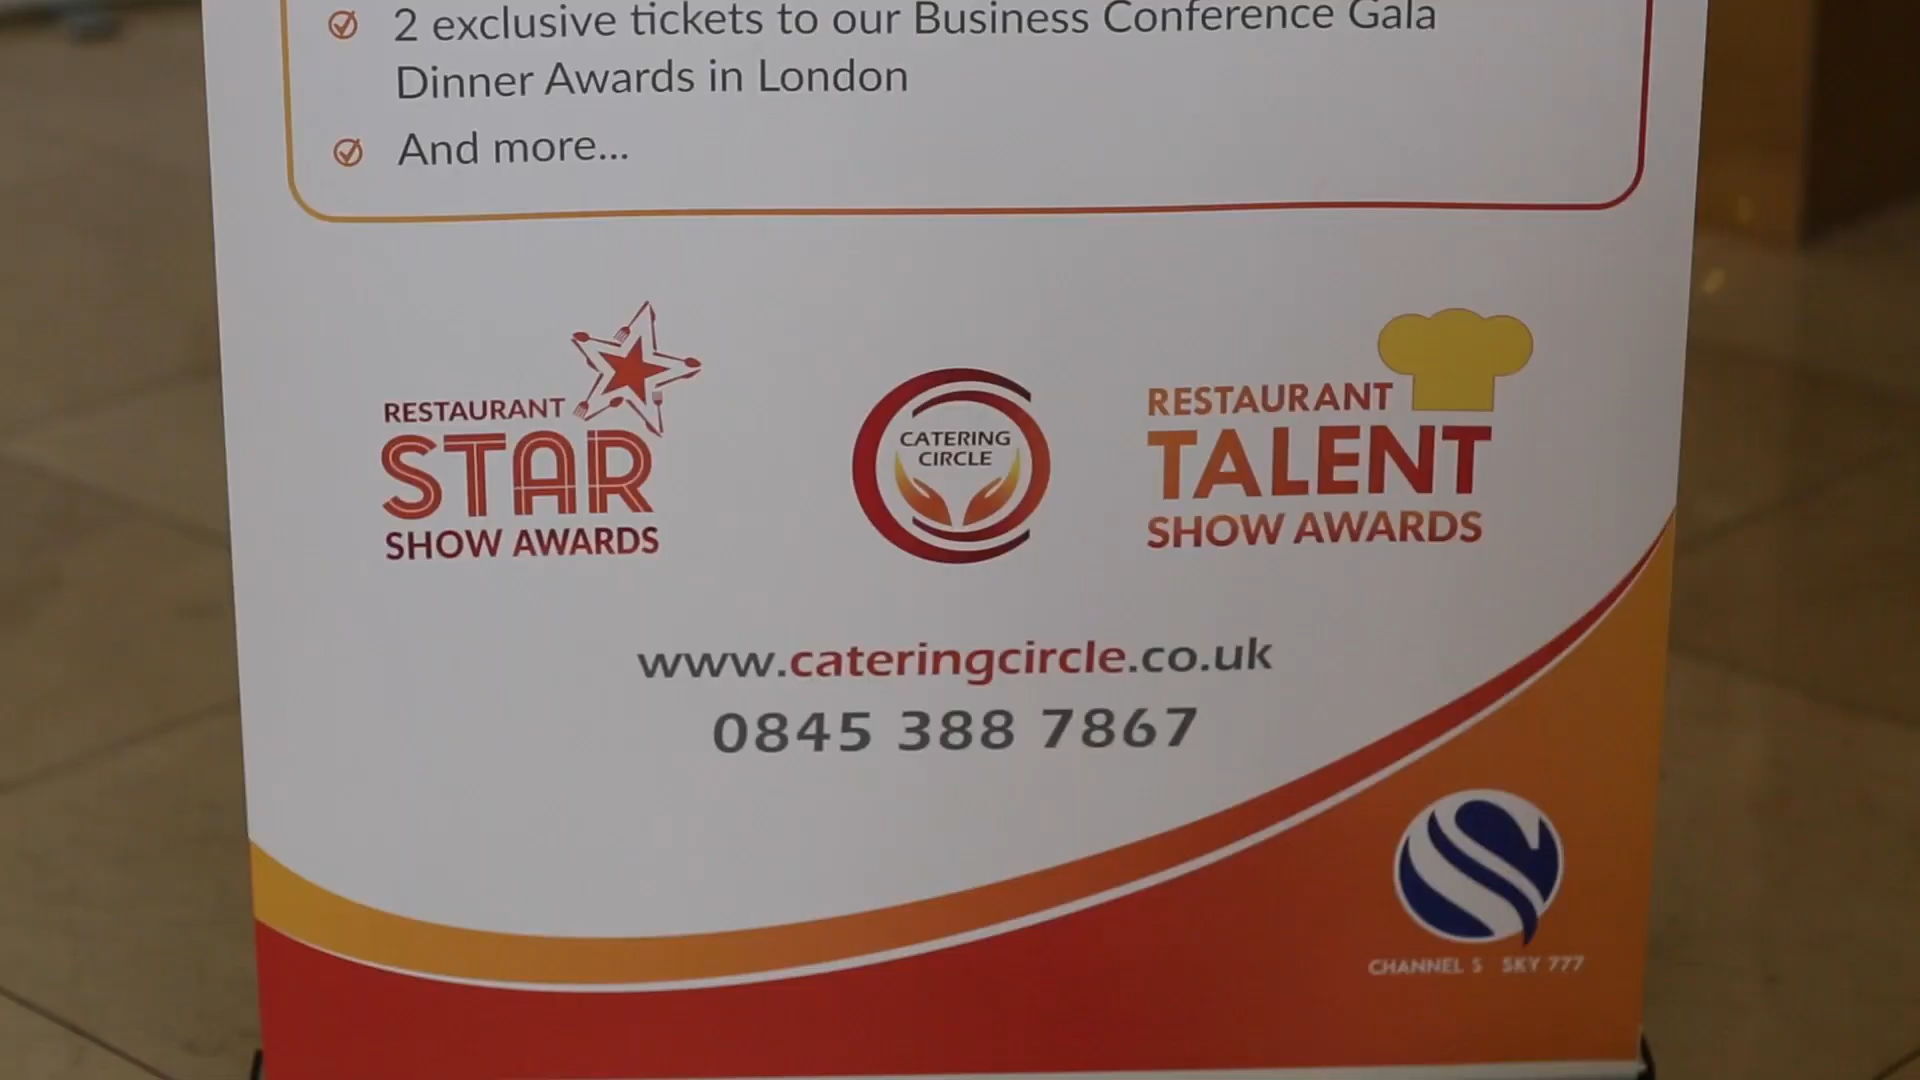 2 exclusive tickets to our Business Conference Gala
Dinner Awards in London
And more...
RESTAURANT
STAR
SHOW AWARDS
CATERING
CIRCLE
RESTAURANT
TALENT
SHOW AWARDS
www.cateringcircle.co.uk
0845 388 7867
CHANNEL S SKY 777